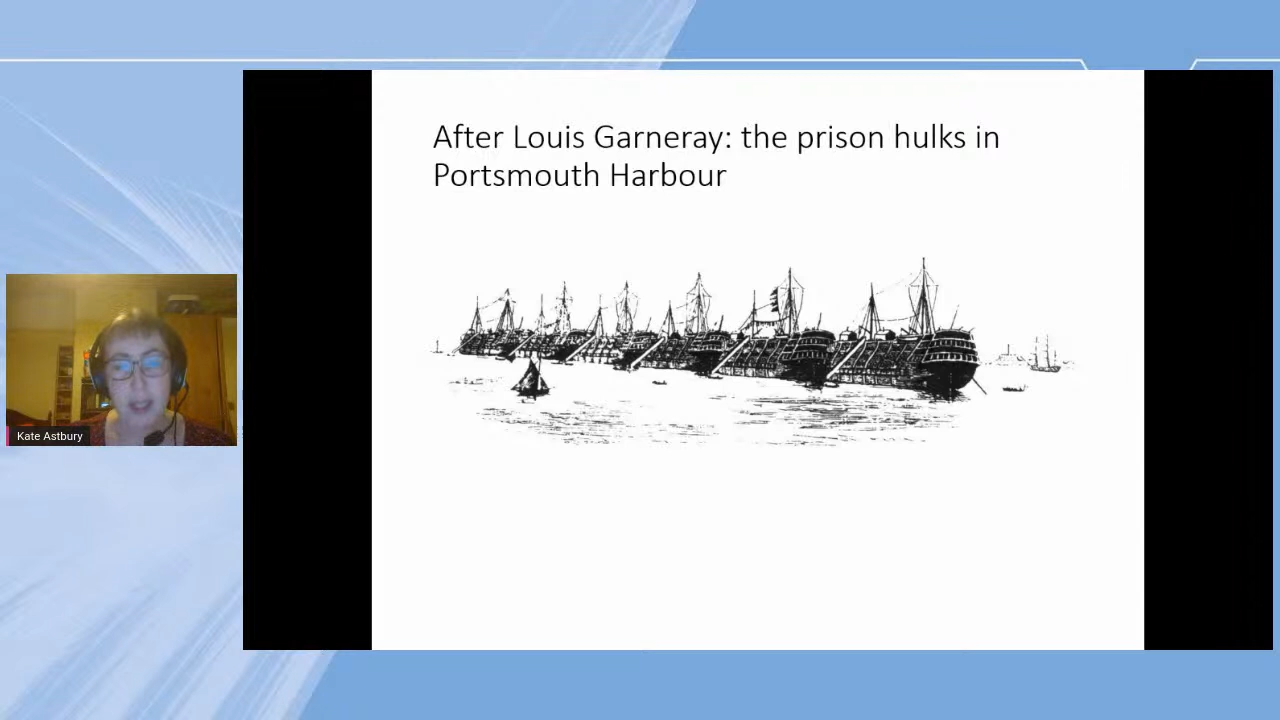 After Louis Garneray: the prison hulks in
Portsmouth Harbour
Kate Astbury